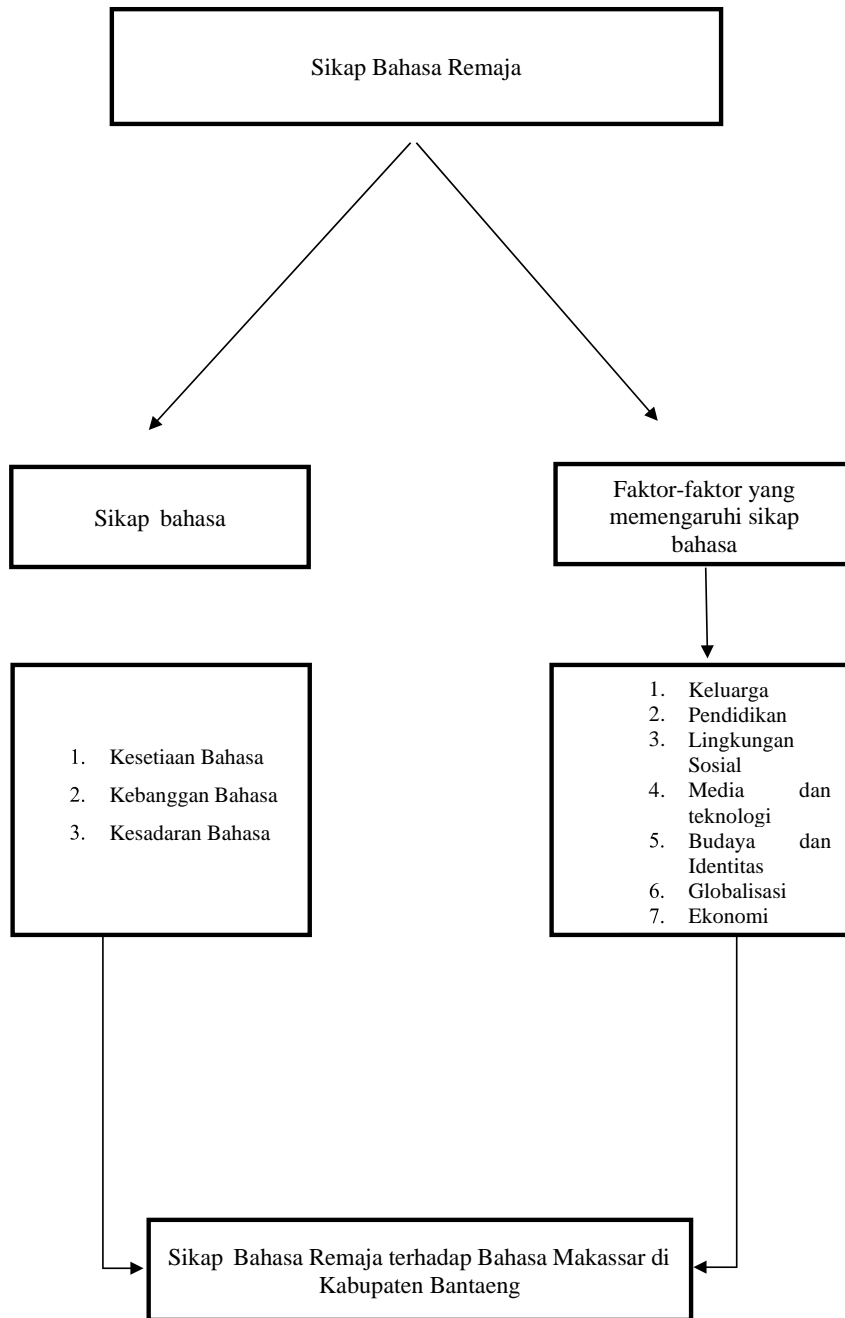 Sikap Bahasa Remaja
Sikap bahasa
Faktor-faktor yang
memengaruhi sikap
bahasa
1. Kesetiaan Bahasa
2. Kebanggan Bahasa
3. Kesadaran Bahasa
1. Keluarga
2. Pendidikan
3. Lingkungan
Sosial
4. Media dan
teknologi
5. Budaya dan
Identitas
6. Globalisasi
7. Ekonomi
Sikap Bahasa Remaja terhadap Bahasa Makassar di
Kabupaten Bantaeng